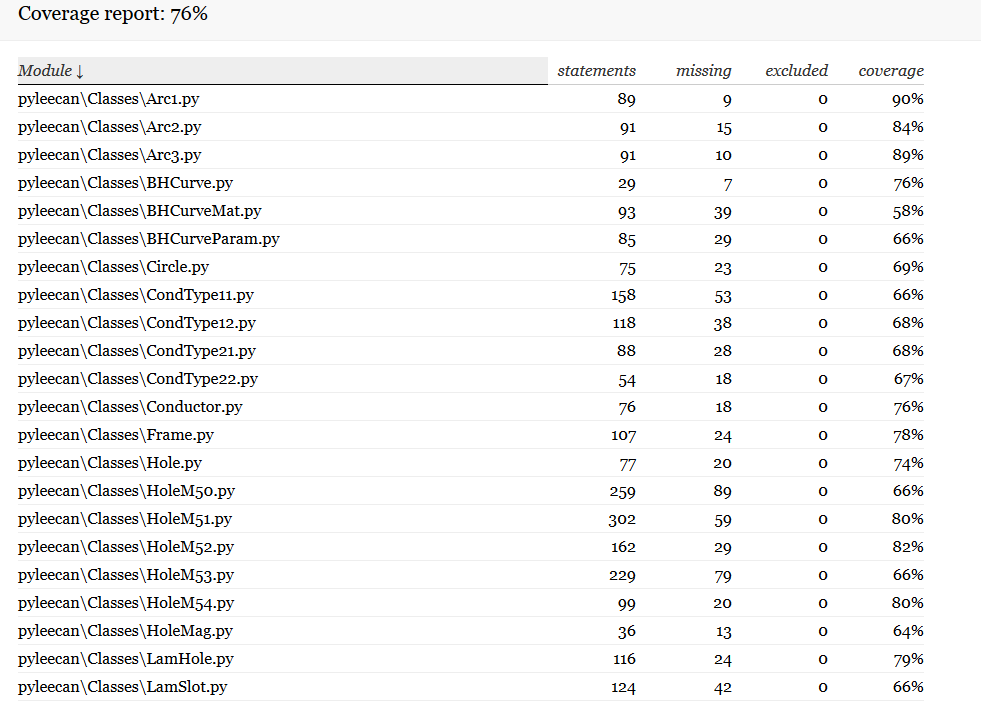 Coverage report: 76%
Module ↓ statements missing excluded coverage
pyleecan\Classes\Arc1.py 89 9 0 90%
pyleecan\Classes\Arc2.py 91 15 0 84%
pyleecan\Classes\Arc3.py 91 10 0 89%
pyleecan\Classes\BHCurve.py 29 7 0 76%
pyleecan\Classes\BHCurveMat.py 93 39 0 58%
pyleecan\Classes\BHCurveParam.py 85 29 0 66%
pyleecan\Classes\Circle.py 75 23 0 69%
pyleecan\Classes\CondType11.py 158 53 0 66%
pyleecan\Classes\CondType12.py 118 38 0 68%
pyleecan\Classes\CondType21.py 88 28 0 68%
pyleecan\Classes\CondType22.py 54 18 0 67%
pyleecan\Classes\Conductor.py 76 18 0 76%
pyleecan\Classes\Frame.py 107 24 0 78%
pyleecan\Classes\Hole.py 77 20 0 74%
pyleecan\Classes\HoleM50.py 259 89 0 66%
pyleecan\Classes\HoleM51.py 302 59 0 80%
pyleecan\Classes\HoleM52.py 162 29 0 82%
pyleecan\Classes\HoleM53.py 229 79 0 66%
pyleecan\Classes\HoleM54.py 99 20 0 80%
pyleecan\Classes\HoleMag.py 36 13 0 64%
pyleecan\Classes\LamHole.py 116 24 0 79%
pyleecan\Classes\LamSlot.py 124 42 0 66%